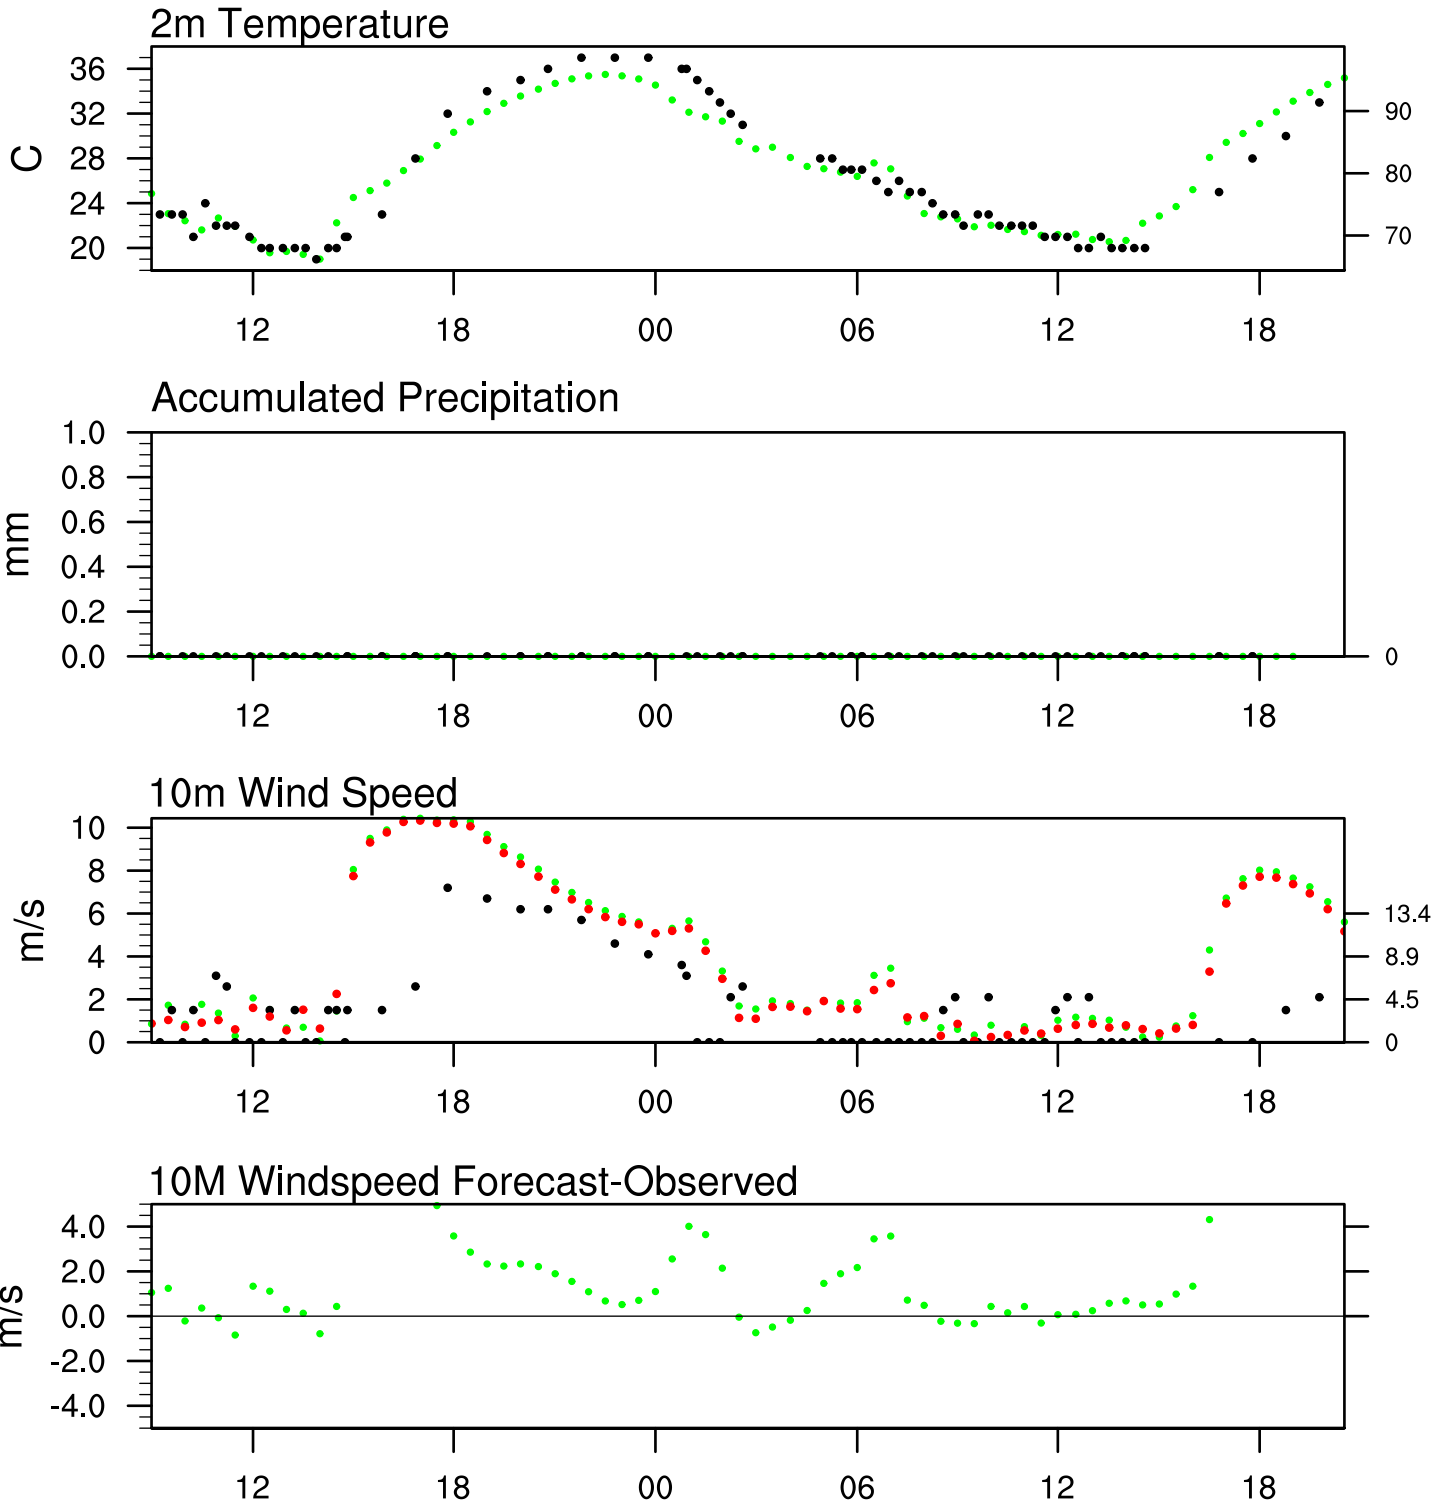 2m Temperature
36
32
28
24
20
C
90
80
70
12 18 00 06 12 18
Accumulated Precipitation
1.0
0.8
0.6
0.4
0.2
0.0
mm
0
12 18 00 06 12 18
10m Wind Speed
10
8
6
4
2
0
m/s
13.4
8.9
4.5
0
12 18 00 06 12 18
10M Windspeed Forecast-Observed
4.0
2.0
0.0
-2.0
-4.0
m/s
12 18 00 06 12 18